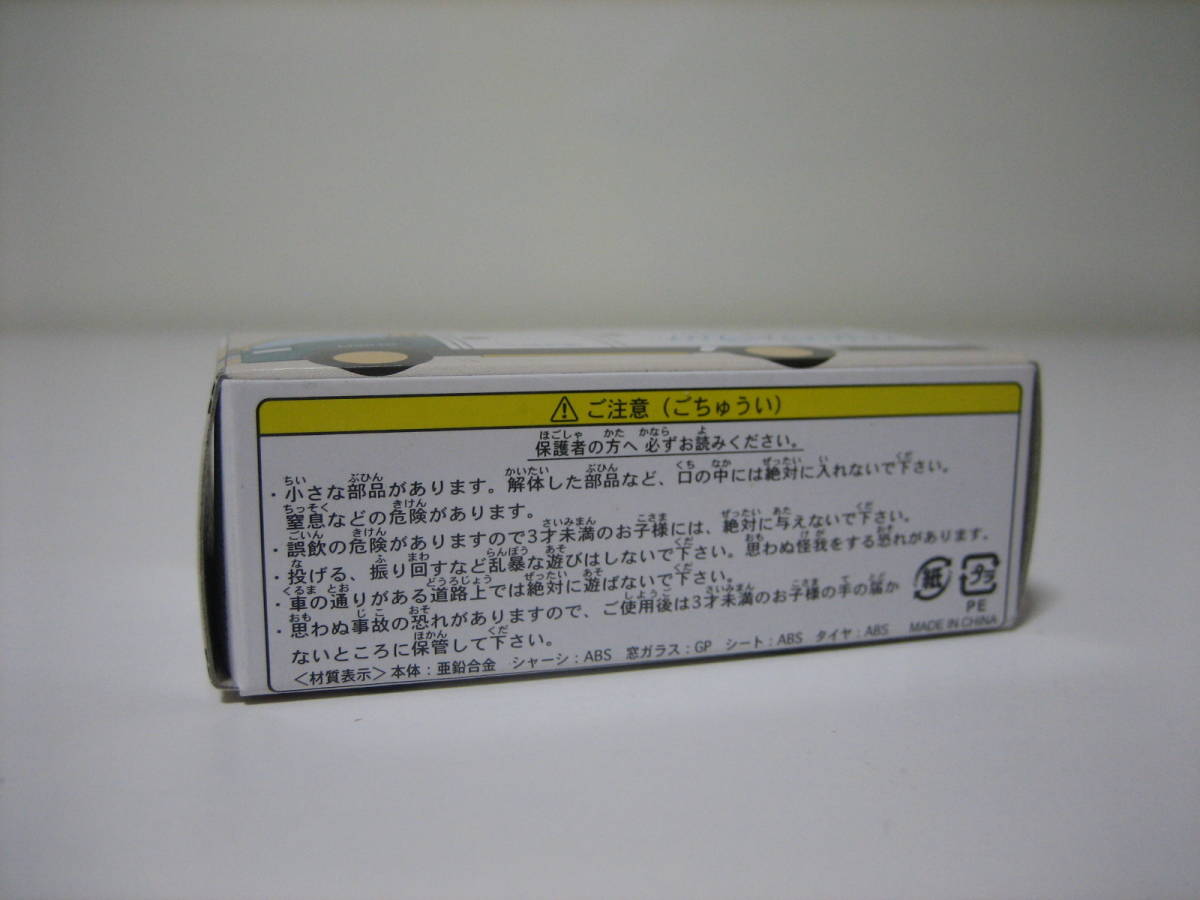 ⚠ ご注意（ごちゅうい）
保護者の方へ 必ずお読みください。
・小さな部品があります。解体した部品など、口の中には絶対に入れないで下さい。
窒息などの危険があります。
・誤飲の危険がありますので3才未満のお子様には、絶対に与えないで下さい。
・投げる、振り回すなど乱暴な遊びはしないで下さい。思わぬ怪我をする恐れがあります。
・車の通りがある道路上では絶対に遊ばないで下さい。
・思わぬ事故の恐れがありますので、ご使用後は3才未満のお子様の手の届か
ないところに保管して下さい。
＜材質表示＞本体：亜鉛合金 シャーシ：ABS 窓ガラス：GP シート：ABS タイヤ：ABS MADE IN CHINA
紙 プラ
PE